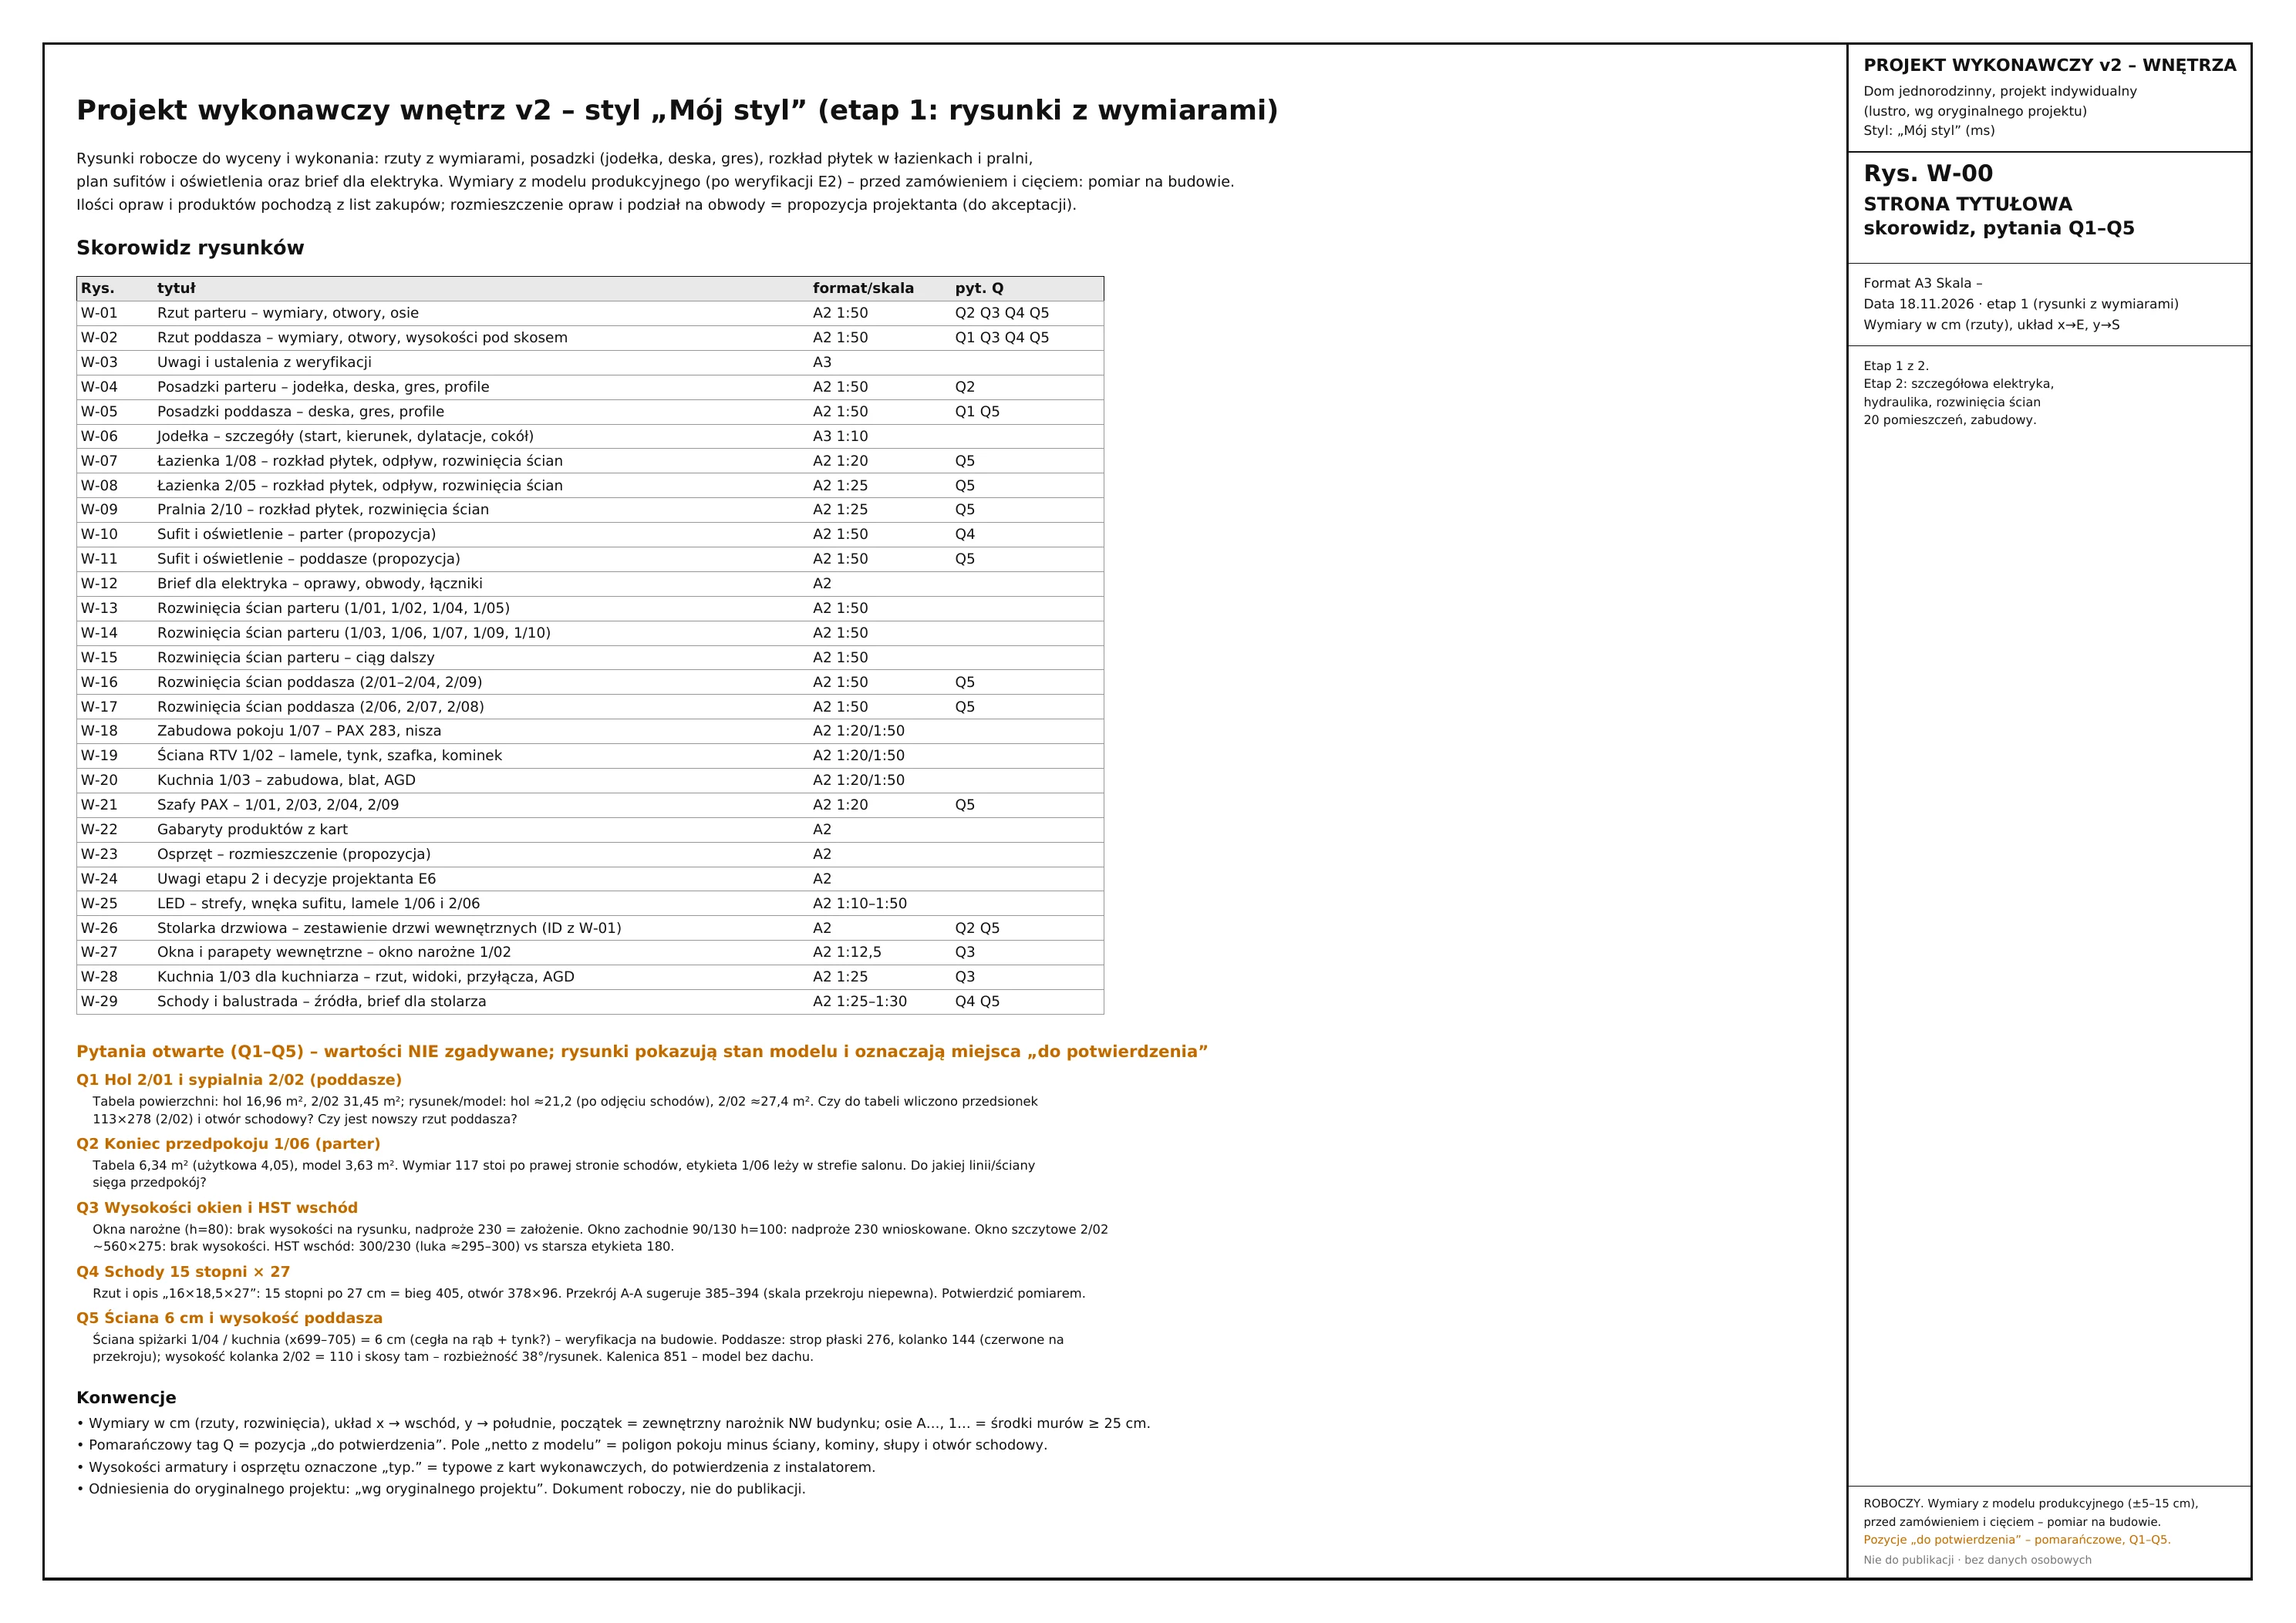 Projekt wykonawczy wnętrz v2 – styl „Mój styl” (etap 1: rysunki z wymiarami)
Rysunki robocze do wyceny i wykonania: rzuty z wymiarami, posadzki (jodełka, deska, gres), rozkład płytek w łazienkach i pralni,
plan sufitów i oświetlenia oraz brief dla elektryka. Wymiary z modelu produkcyjnego (po weryfikacji E2) – przed zamówieniem i cięciem: pomiar na budowie.
Ilości opraw i produktów pochodzą z list zakupów; rozmieszczenie opraw i podział na obwody = propozycja projektanta (do akceptacji).
Skorowidz rysunków
Rys. tytuł format/skala pyt. Q
W-01 Rzut parteru – wymiary, otwory, osie A2 1:50 Q2 Q3 Q4 Q5
W-02 Rzut poddasza – wymiary, otwory, wysokości pod skosem A2 1:50 Q1 Q3 Q4 Q5
W-03 Uwagi i ustalenia z weryfikacji A3
W-04 Posadzki parteru – jodełka, deska, gres, profile A2 1:50 Q2
W-05 Posadzki poddasza – deska, gres, profile A2 1:50 Q1 Q5
W-06 Jodełka – szczegóły (start, kierunek, dylatacje, cokół) A3 1:10
W-07 Łazienka 1/08 – rozkład płytek, odpływ, rozwinięcia ścian A2 1:20 Q5
W-08 Łazienka 2/05 – rozkład płytek, odpływ, rozwinięcia ścian A2 1:25 Q5
W-09 Pralnia 2/10 – rozkład płytek, rozwinięcia ścian A2 1:25 Q5
W-10 Sufit i oświetlenie – parter (propozycja) A2 1:50 Q4
W-11 Sufit i oświetlenie – poddasze (propozycja) A2 1:50 Q5
W-12 Brief dla elektryka – oprawy, obwody, łączniki A2
W-13 Rozwinięcia ścian parteru (1/01, 1/02, 1/04, 1/05) A2 1:50
W-14 Rozwinięcia ścian parteru (1/03, 1/06, 1/07, 1/09, 1/10) A2 1:50
W-15 Rozwinięcia ścian parteru – ciąg dalszy A2 1:50
W-16 Rozwinięcia ścian poddasza (2/01–2/04, 2/09) A2 1:50 Q5
W-17 Rozwinięcia ścian poddasza (2/06, 2/07, 2/08) A2 1:50 Q5
W-18 Zabudowa pokoju 1/07 – PAX 283, nisza A2 1:20/1:50
W-19 Ściana RTV 1/02 – lamele, tynk, szafka, kominek A2 1:20/1:50
W-20 Kuchnia 1/03 – zabudowa, blat, AGD A2 1:20/1:50
W-21 Szafy PAX – 1/01, 2/03, 2/04, 2/09 A2 1:20 Q5
W-22 Gabaryty produktów z kart A2
W-23 Osprzęt – rozmieszczenie (propozycja) A2
W-24 Uwagi etapu 2 i decyzje projektanta E6 A2
W-25 LED – strefy, wnęka sufitu, lamele 1/06 i 2/06 A2 1:10–1:50
W-26 Stolarka drzwiowa – zestawienie drzwi wewnętrznych (ID z W-01) A2 Q2 Q5
W-27 Okna i parapety wewnętrzne – okno narożne 1/02 A2 1:12,5 Q3
W-28 Kuchnia 1/03 dla kuchniarza – rzut, widoki, przyłącza, AGD A2 1:25 Q3
W-29 Schody i balustrada – źródła, brief dla stolarza A2 1:25–1:30 Q4 Q5
Pytania otwarte (Q1–Q5) – wartości NIE zgadywane; rysunki pokazują stan modelu i oznaczają miejsca „do potwierdzenia”
Q1 Hol 2/01 i sypialnia 2/02 (poddasze)
Tabela powierzchni: hol 16,96 m², 2/02 31,45 m²; rysunek/model: hol ≈21,2 (po odjęciu schodów), 2/02 ≈27,4 m². Czy do tabeli wliczono przedsionek
113×278 (2/02) i otwór schodowy? Czy jest nowszy rzut poddasza?
Q2 Koniec przedpokoju 1/06 (parter)
Tabela 6,34 m² (użytkowa 4,05), model 3,63 m². Wymiar 117 stoi po prawej stronie schodów, etykieta 1/06 leży w strefie salonu. Do jakiej linii/ściany
sięga przedpokój?
Q3 Wysokości okien i HST wschód
Okna narożne (h=80): brak wysokości na rysunku, nadproże 230 = założenie. Okno zachodnie 90/130 h=100: nadproże 230 wnioskowane. Okno szczytowe 2/02
~560×275: brak wysokości. HST wschód: 300/230 (luka ≈295–300) vs starsza etykieta 180.
Q4 Schody 15 stopni × 27
Rzut i opis „16×18,5×27”: 15 stopni po 27 cm = bieg 405, otwór 378×96. Przekrój A-A sugeruje 385–394 (skala przekroju niepewna). Potwierdzić pomiarem.
Q5 Ściana 6 cm i wysokość poddasza
Ściana spiżarki 1/04 / kuchnia (x699–705) = 6 cm (cegła na rąb + tynk?) – weryfikacja na budowie. Poddasze: strop płaski 276, kolanko 144 (czerwone na
przekroju); wysokość kolanka 2/02 = 110 i skosy tam – rozbieżność 38°/rysunek. Kalenica 851 – model bez dachu.
Konwencje
• Wymiary w cm (rzuty, rozwinięcia), układ x → wschód, y → południe, początek = zewnętrzny narożnik NW budynku; osie A…, 1… = środki murów ≥ 25 cm.
• Pomarańczowy tag Q = pozycja „do potwierdzenia”. Pole „netto z modelu” = poligon pokoju minus ściany, kominy, słupy i otwór schodowy.
• Wysokości armatury i osprzętu oznaczone „typ.” = typowe z kart wykonawczych, do potwierdzenia z instalatorem.
• Odniesienia do oryginalnego projektu: „wg oryginalnego projektu”. Dokument roboczy, nie do publikacji.
PROJEKT WYKONAWCZY v2 – WNĘTRZA
Dom jednorodzinny, projekt indywidualny
(lustro, wg oryginalnego projektu)
Styl: „Mój styl” (ms)
Rys. W-00
STRONA TYTUŁOWA
skorowidz, pytania Q1–Q5
Format A3 Skala –
Data 18.11.2026 · etap 1 (rysunki z wymiarami)
Wymiary w cm (rzuty), układ x→E, y→S
Etap 1 z 2.
Etap 2: szczegółowa elektryka,
hydraulika, rozwinięcia ścian
20 pomieszczeń, zabudowy.
ROBOCZY. Wymiary z modelu produkcyjnego (±5–15 cm),
przed zamówieniem i cięciem – pomiar na budowie.
Pozycje „do potwierdzenia” – pomarańczowe, Q1–Q5.
Nie do publikacji · bez danych osobowych